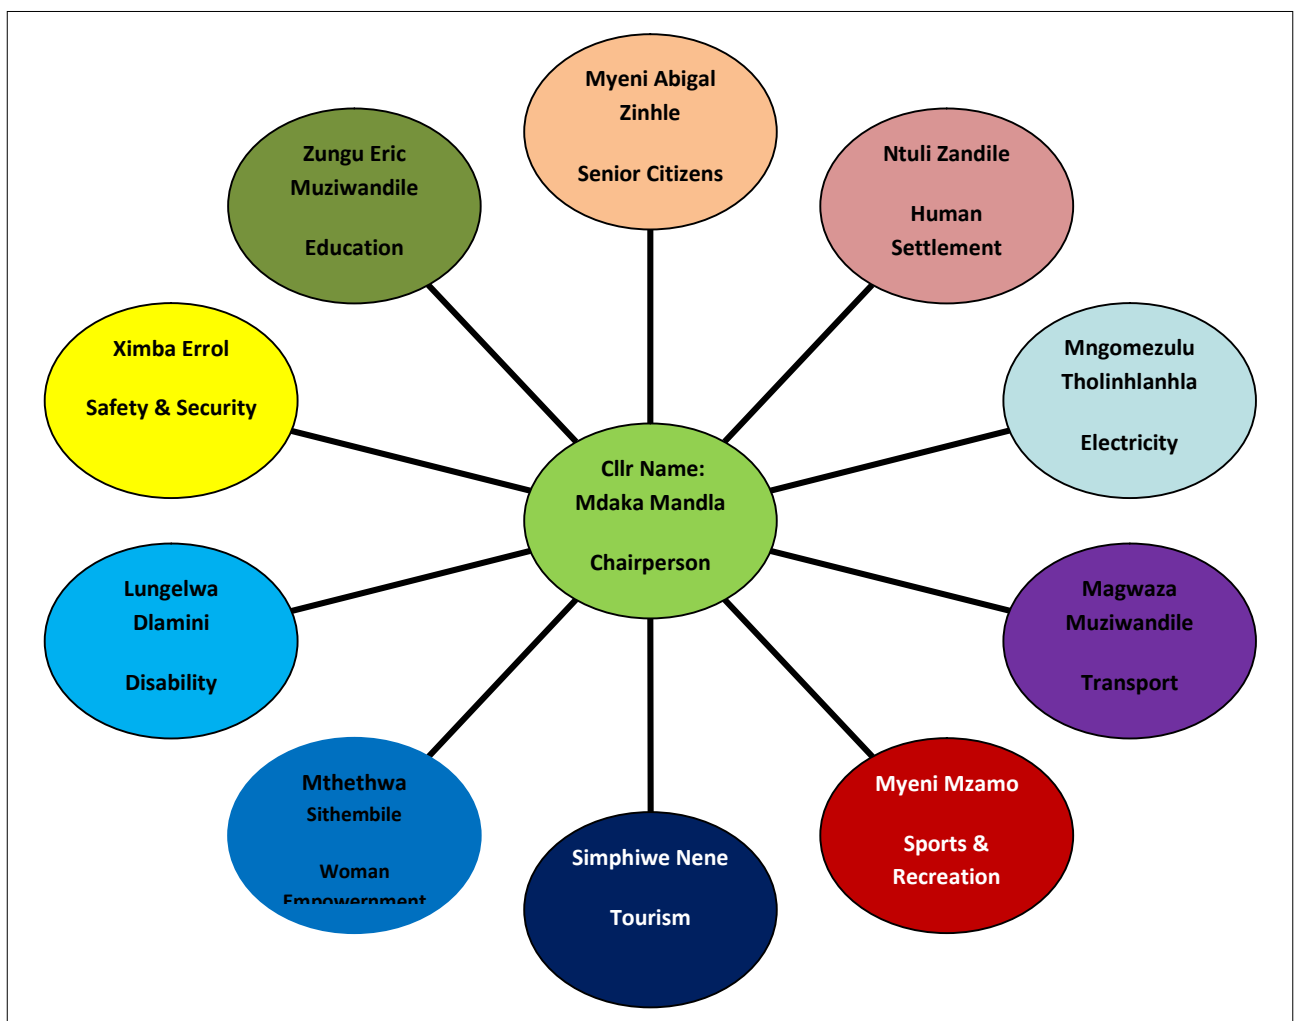 Myeni Abigal
Zinhle
Senior Citizens
Ntuli Zandile
Human
Settlement
Mngomezulu
Tholinhlanhla
Electricity
Magwaza
Muziwandile
Transport
Myeni Mzamo
Sports &
Recreation
Simphiwe Nene
Tourism
Mthethwa
Sithembile
Woman
Empowernment
Lungelwa
Dlamini
Disability
Ximba Errol
Safety & Security
Zungu Eric
Muziwandile
Education
Cllr Name:
Mdaka Mandla
Chairperson